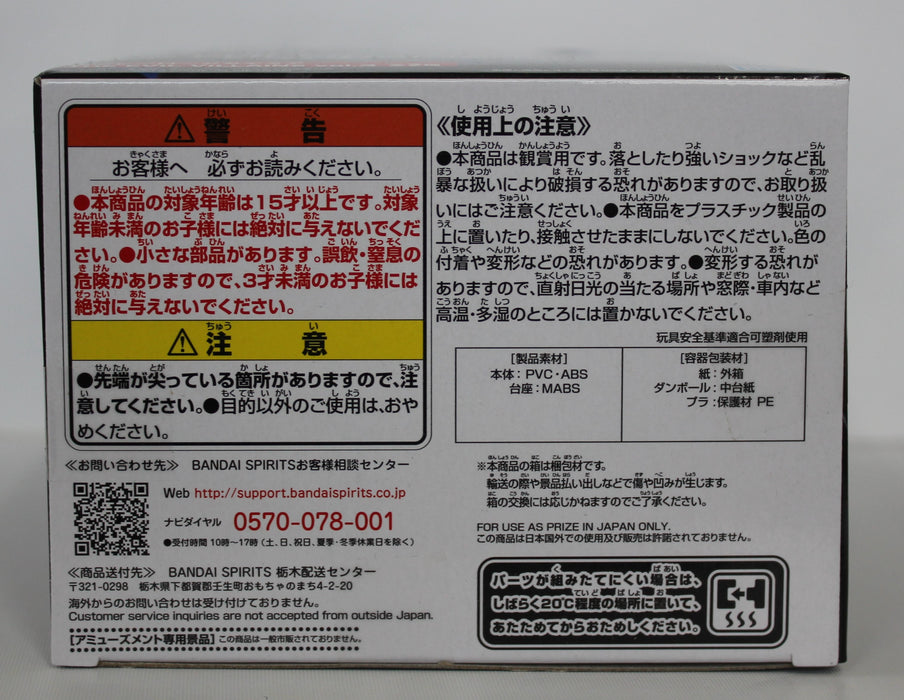 警告
お客様へ 必ずお読みください。
●本商品の対象年齢は15才以上です。対象
年齢未満のお子様には絶対に与えないでくだ
さい。●小さな部品があります。誤飲・窒息の
危険がありますので、3才未満のお子様には
絶対に与えないでください。
注意
●先端が尖っている箇所がありますので、注
意してください。●目的以外のご使用は、おや
めください。
≪お問い合わせ先≫ BANDAI SPIRITSお客様相談センター
Web http://support.bandaispirits.co.jp
ナビダイヤル 0570-078-001
●受付時間 10時～17時 (土、日、祝日、夏季・冬季休業日を除く)
≪商品送付先≫ BANDAI SPIRITS 栃木配送センター
〒321-0298 栃木県下都賀郡壬生町おもちゃのまち4-2-20
海外からのお問い合わせは受け付けておりません。
Customer service inquiries are not accepted from outside Japan.
【アミューズメント専用景品】この商品は一般市販されておりません。
≪使用上の注意≫
●本商品は観賞用です。落としたり強いショックなど乱
暴な扱いにより破損する恐れがありますので、お取り扱
いにはご注意ください。●本商品をプラスチック製品の
上に置いたり、接触させたままにしないでください。色の
付着や変形などの恐れがあります。●変形する恐れが
ありますので、直射日光の当たる場所や窓際・車内など
高温・多湿のところには置かないでください。
玩具安全基準適合可塑剤使用
[製品素材]
本体：PVC・ABS
台座：MABS
[容器包装材]
紙：外箱
ダンボール：中台紙
プラ：保護材 PE
※本商品の箱は梱包材です。
輸送の際や景品払い出しなどで傷や凹みが生じます。
箱の交換には応じかねますのでご了承ください。
FOR USE AS PRIZE IN JAPAN ONLY.
この商品は日本国外での使用及び販売は許諾されておりません。
パーツが組みたてにくい場合は、
しばらく20℃程度の場所に置いて、
あたためてからおためしください。